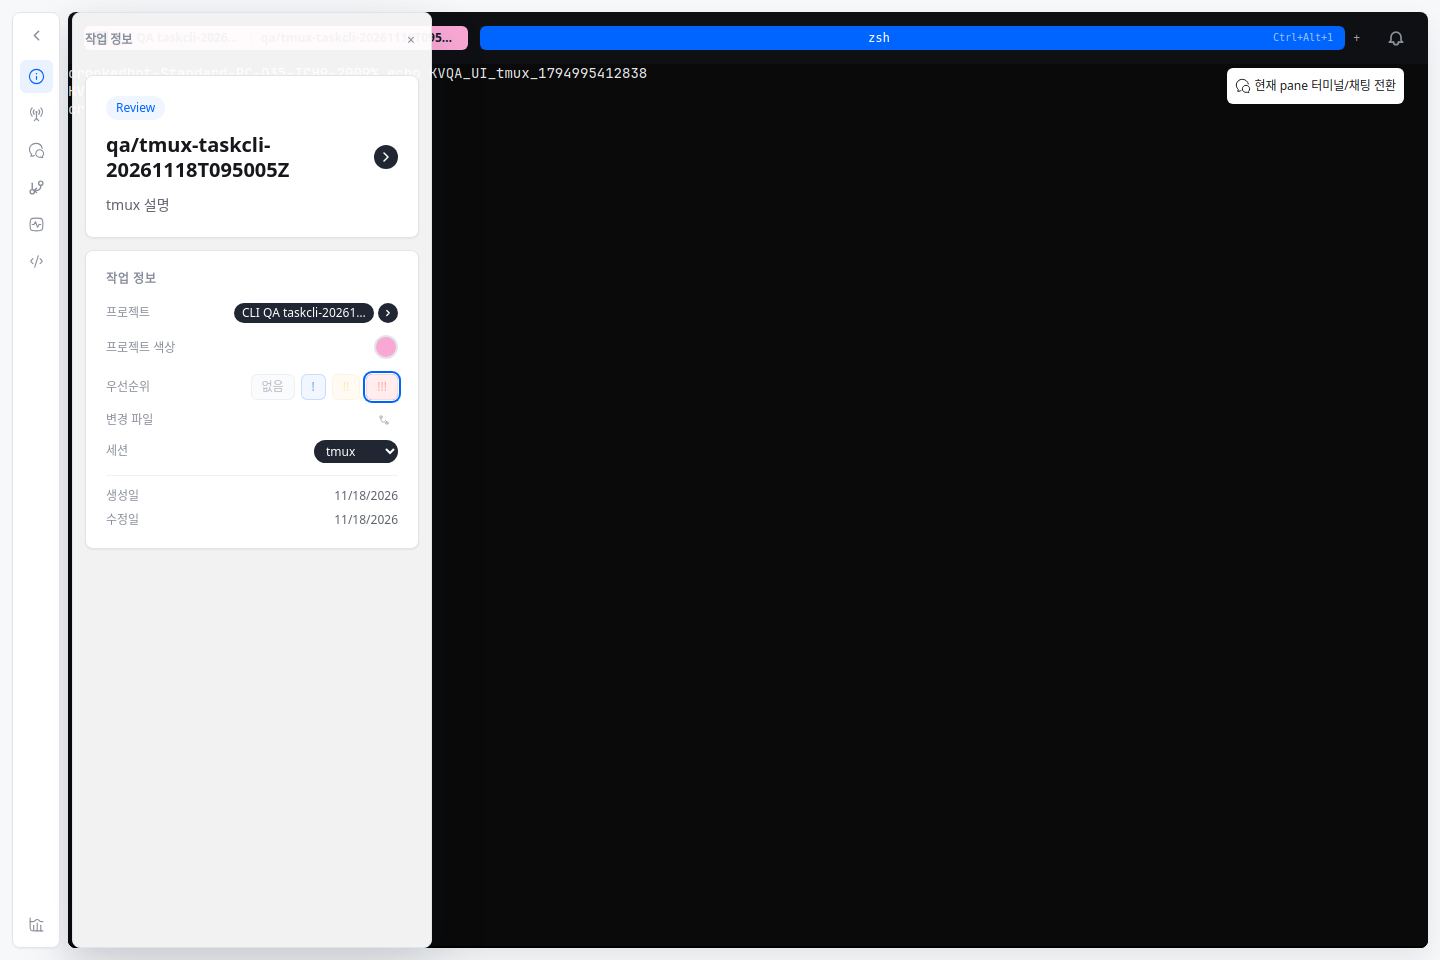 작업 정보
×
95...
zsh
Ctrl+Alt+1
+
KVQA_UI_tmux_1794995412838
현재 pane 터미널/채팅 전환
Review
qa/tmux-taskcli-
20261118T095005Z
tmux 설명
작업 정보
프로젝트
CLI QA taskcli-20261...
프로젝트 색상
우선순위
없음
!
!!
!!!
변경 파일
세션
tmux
생성일
11/18/2026
수정일
11/18/2026